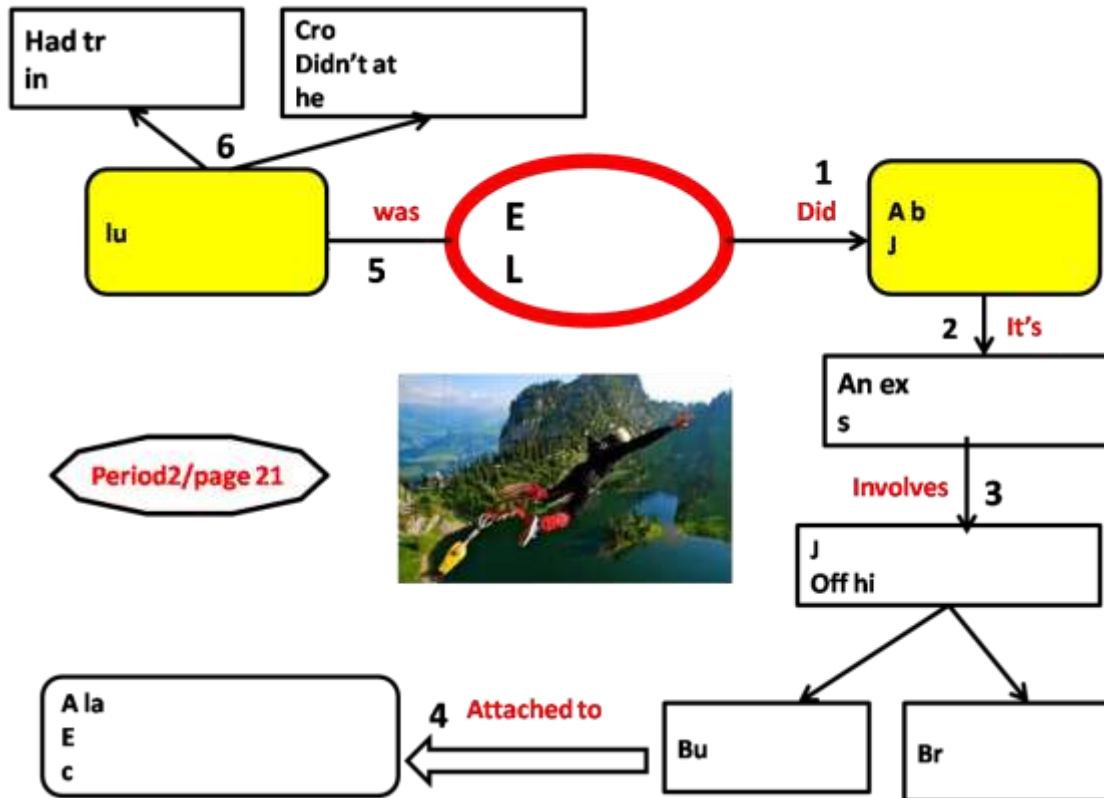 Had tr
in
Cro
Didn't at
he
6
lu
was
5
E
L
1
Did
A b
J
2
It's
An ex
s
Involves
3
J
Off hi
Period2/page 21
A la
E
c
4
Attached to
Bu
Br